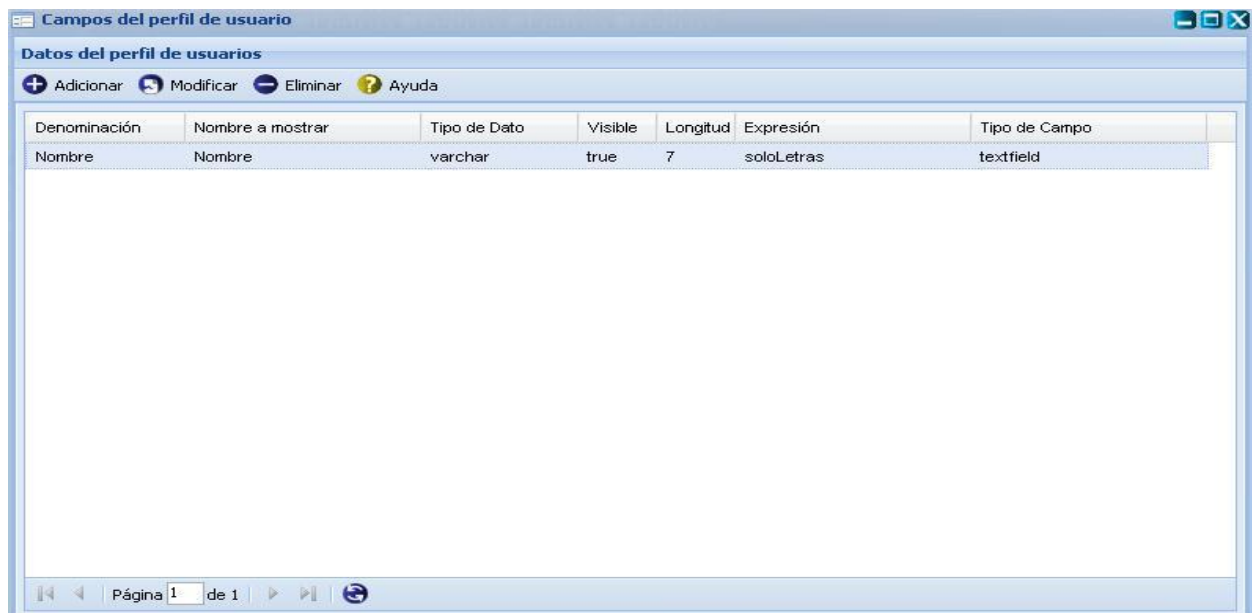 Campos del perfil de usuario
Datos del perfil de usuarios
Adicionar Modificar Eliminar Ayuda
Denominación Nombre a mostrar Tipo de Dato Visible Longitud Expresión Tipo de Campo
Nombre Nombre varchar true 7 soloLetras textfield
Página 1 de 1